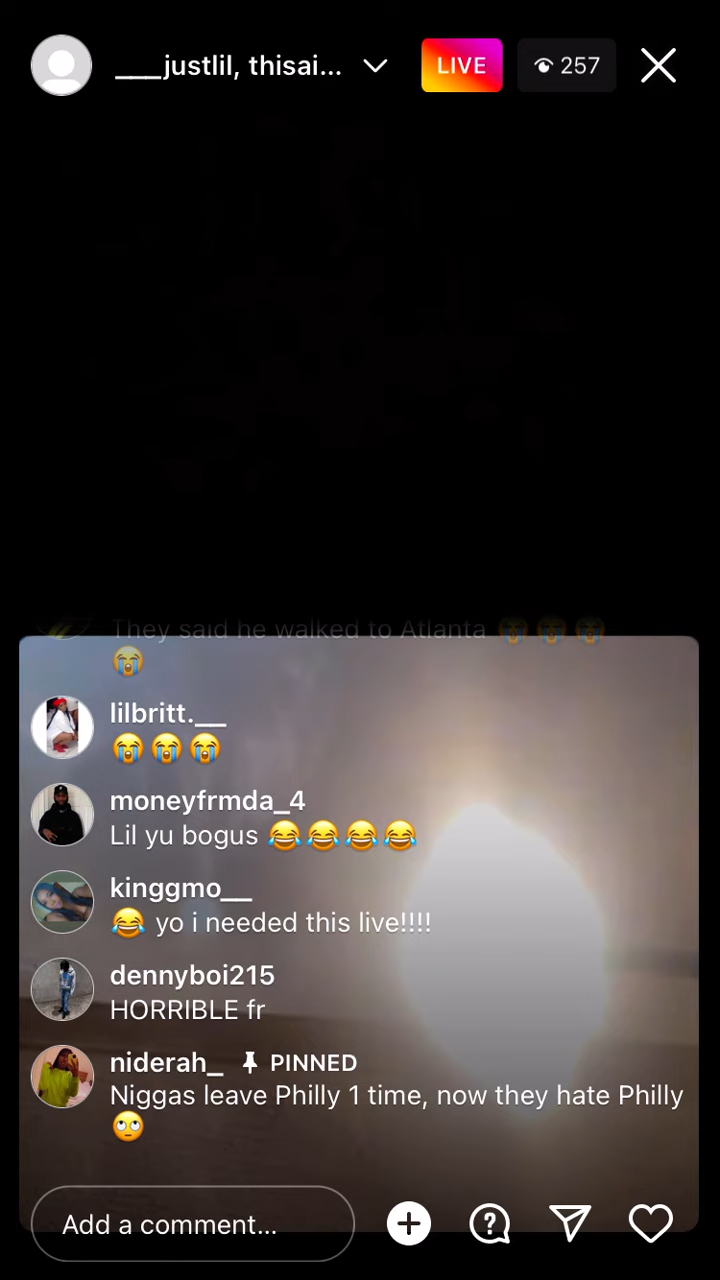 ___justlil, thisai...
LIVE
257
They said he walked to Atlanta 😭😭😭
😭
lilbritt.__
😭😭😭
moneyfrmda_4
Lil yu bogus 😂😂😂😂
kinggmo__
😂 yo i needed this live!!!!
dennyboi215
HORRIBLE fr
niderah_ PINNED
Niggas leave Philly 1 time, now they hate Philly
🙄
Add a comment...